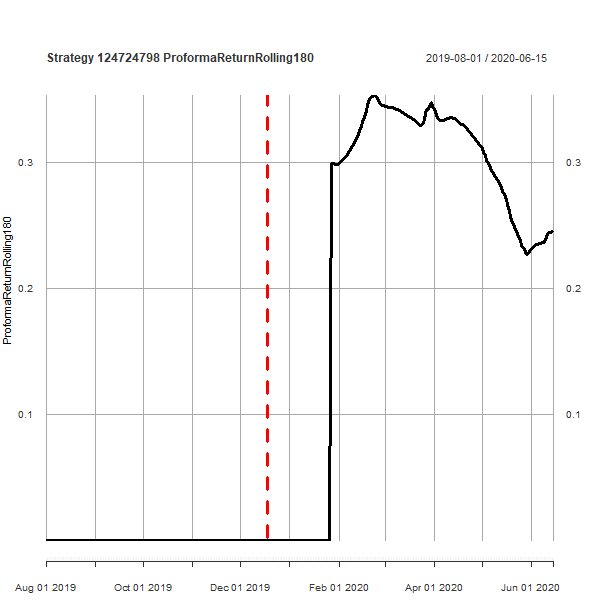 Strategy 124724798 ProformaReturnRolling180
2019-08-01 / 2020-06-15
ProformaReturnRolling180
0.3
0.3
0.2
0.2
0.1
0.1
Aug 01 2019
Oct 01 2019
Dec 01 2019
Feb 01 2020
Apr 01 2020
Jun 01 2020